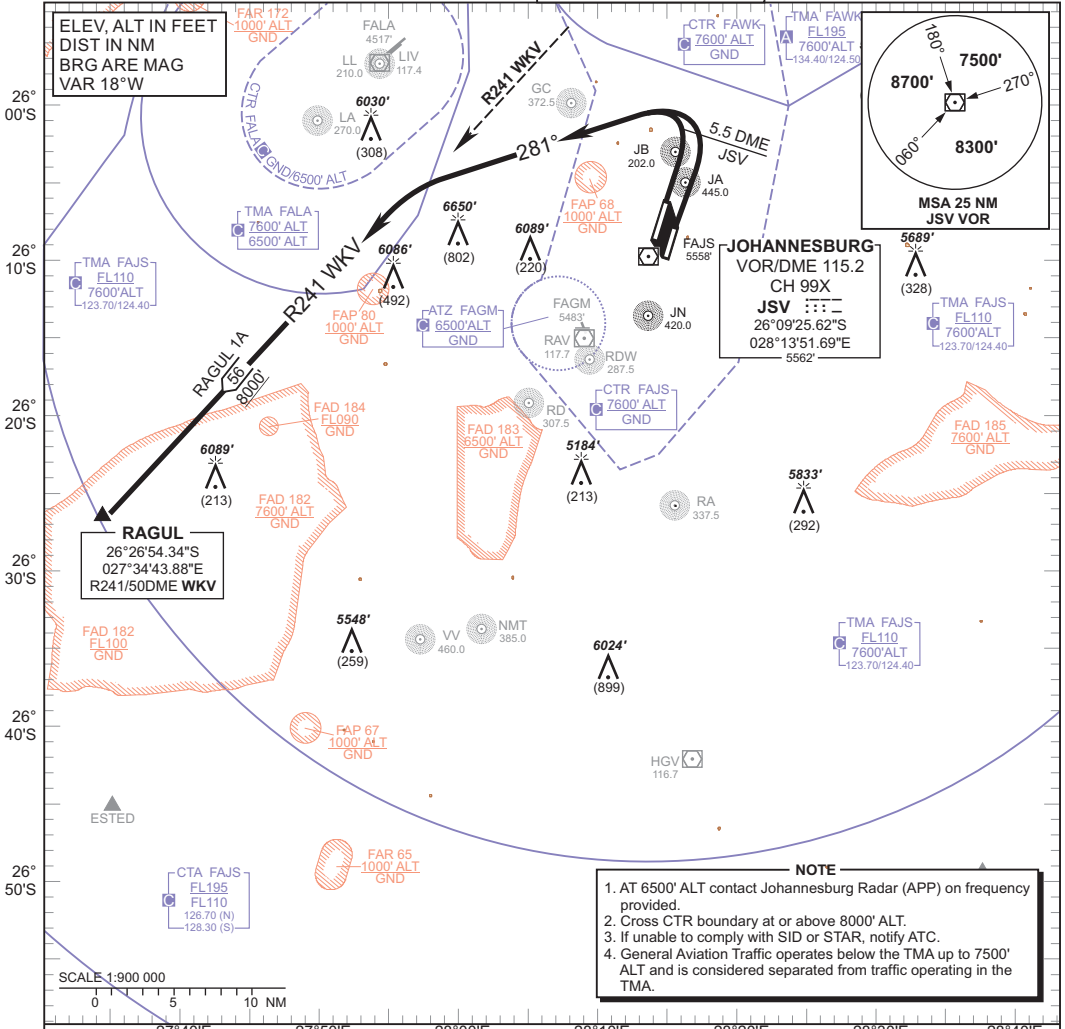 ELEV, ALT IN FEET
DIST IN NM
BRG ARE MAG
VAR 18°W
FAR 172
1000' ALT
GND
FALA
4517'
LL
210.0
LIV
117.4
LA
270.0
6030'
(308)
CTR FALA C GND/6500' ALT
R241 WKV
GC
372.5
C
CTR FAWK
7600' ALT
GND
A
TMA FAWK
FL195
7600'ALT
134.40/124.50
180°
7500'
8700'
270°
060°
8300'
MSA 25 NM
JSV VOR
26°
00'S
281°
5.5 DME
JSV
JB
202.0
JA
445.0
FAP 68
1000' ALT
GND
C
TMA FALA
7600' ALT
6500' ALT
6650'
(802)
6089'
(220)
6086'
(492)
FAJS
5558'
JOHANNESBURG
VOR/DME 115.2
CH 99X
JSV
26°09'25.62"S
028°13'51.69"E
5562'
5689'
(328)
26°
10'S
C
TMA FAJS
FL110
7600'ALT
123.70/124.40
R241 WKV
FAP 80
1000' ALT
GND
C
ATZ FAGM
6500'ALT
GND
FAGM
5483'
RAV
117.7
RDW
287.5
JN
420.0
C
TMA FAJS
FL110
7600'ALT
123.70/124.40
RAGUL 1A
56
8000'
26°
20'S
FAD 184
FL090
GND
RD
307.5
C
CTR FAJS
7600' ALT
GND
FAD 183
6500' ALT
GND
FAD 185
7600' ALT
GND
6089'
(213)
5184'
(213)
5833'
(292)
FAD 182
7600' ALT
GND
RA
337.5
RAGUL
26°26'54.34"S
027°34'43.88"E
R241/50DME WKV
26°
30'S
FAD 182
FL100
GND
5548'
(259)
VV
460.0
NMT
385.0
6024'
(899)
C
TMA FAJS
FL110
7600'ALT
123.70/124.40
26°
40'S
FAP 67
1000' ALT
GND
HGV
116.7
ESTED
FAR 65
1000' ALT
GND
26°
50'S
C
CTA FAJS
FL195
FL110
126.70 (N)
128.30 (S)
NOTE
1. AT 6500' ALT contact Johannesburg Radar (APP) on frequency
provided.
2. Cross CTR boundary at or above 8000' ALT.
3. If unable to comply with SID or STAR, notify ATC.
4. General Aviation Traffic operates below the TMA up to 7500'
ALT and is considered separated from traffic operating in the
TMA.
SCALE 1:900 000
0 5 10 NM